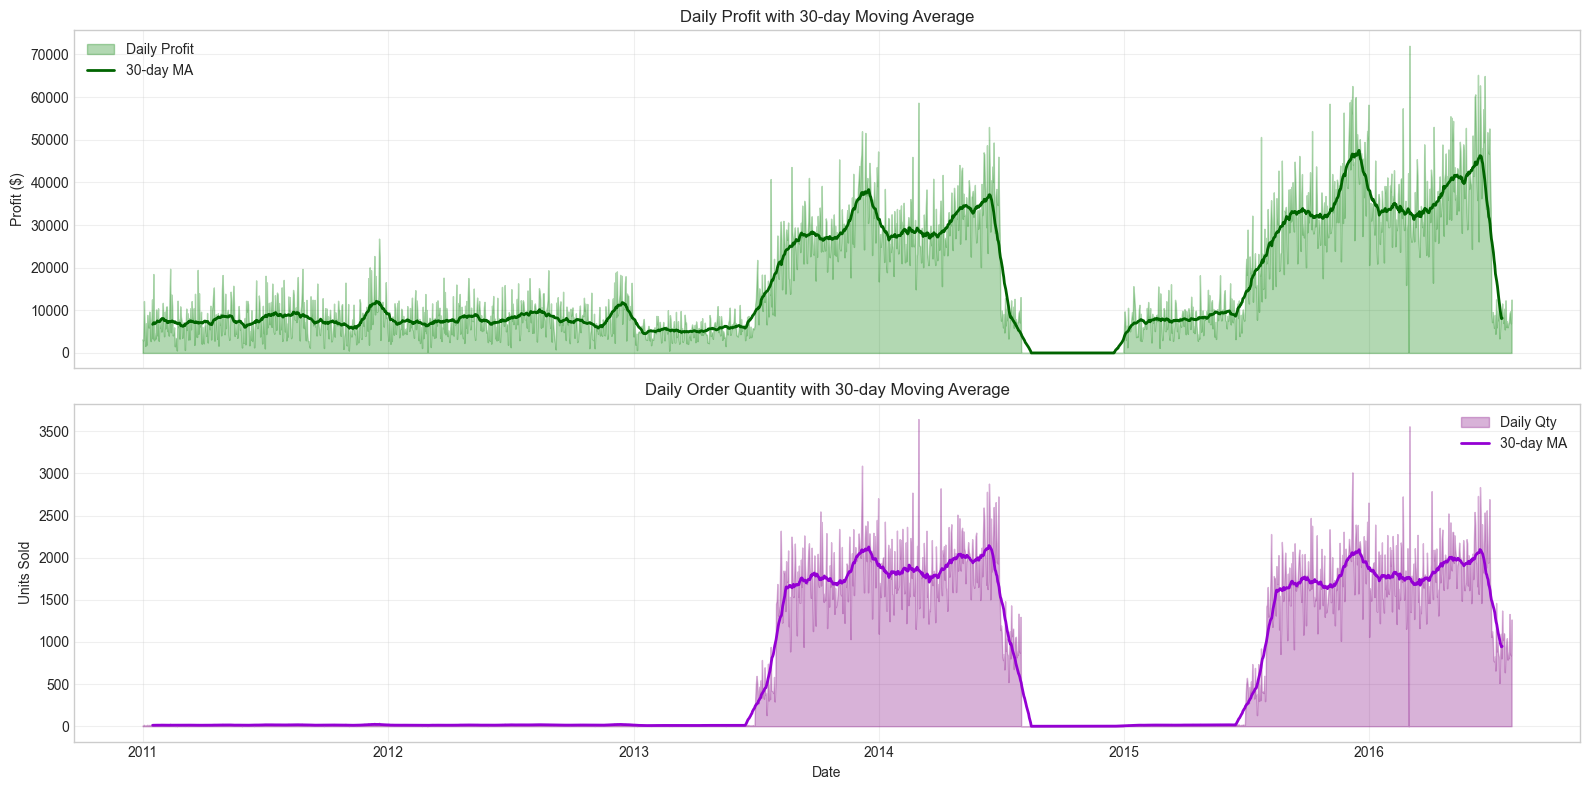 Daily Profit with 30-day Moving Average
Daily Profit
30-day MA
70000
60000
50000
40000
30000
20000
10000
0
Profit ($)
Daily Order Quantity with 30-day Moving Average
Daily Qty
30-day MA
3500
3000
2500
2000
1500
1000
500
0
Units Sold
2011 2012 2013 2014 2015 2016
Date